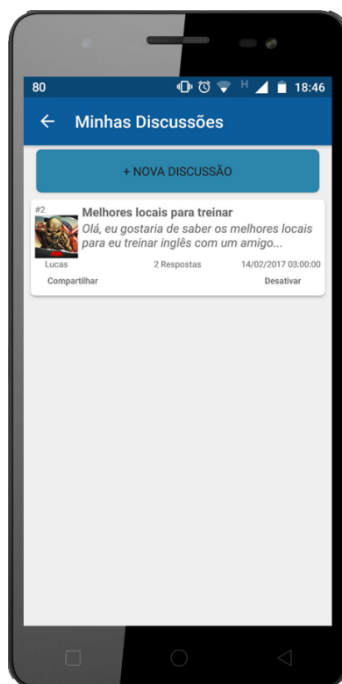 80 H 18:46
Minhas Discussões
+ NOVA DISCUSSÃO
#2 Melhores locais para treinar
Olá, eu gostaria de saber os melhores locais
para eu treinar inglês com um amigo...
Lucas 2 Respostas 14/02/2017 03:00:00
Compartilhar Desativar